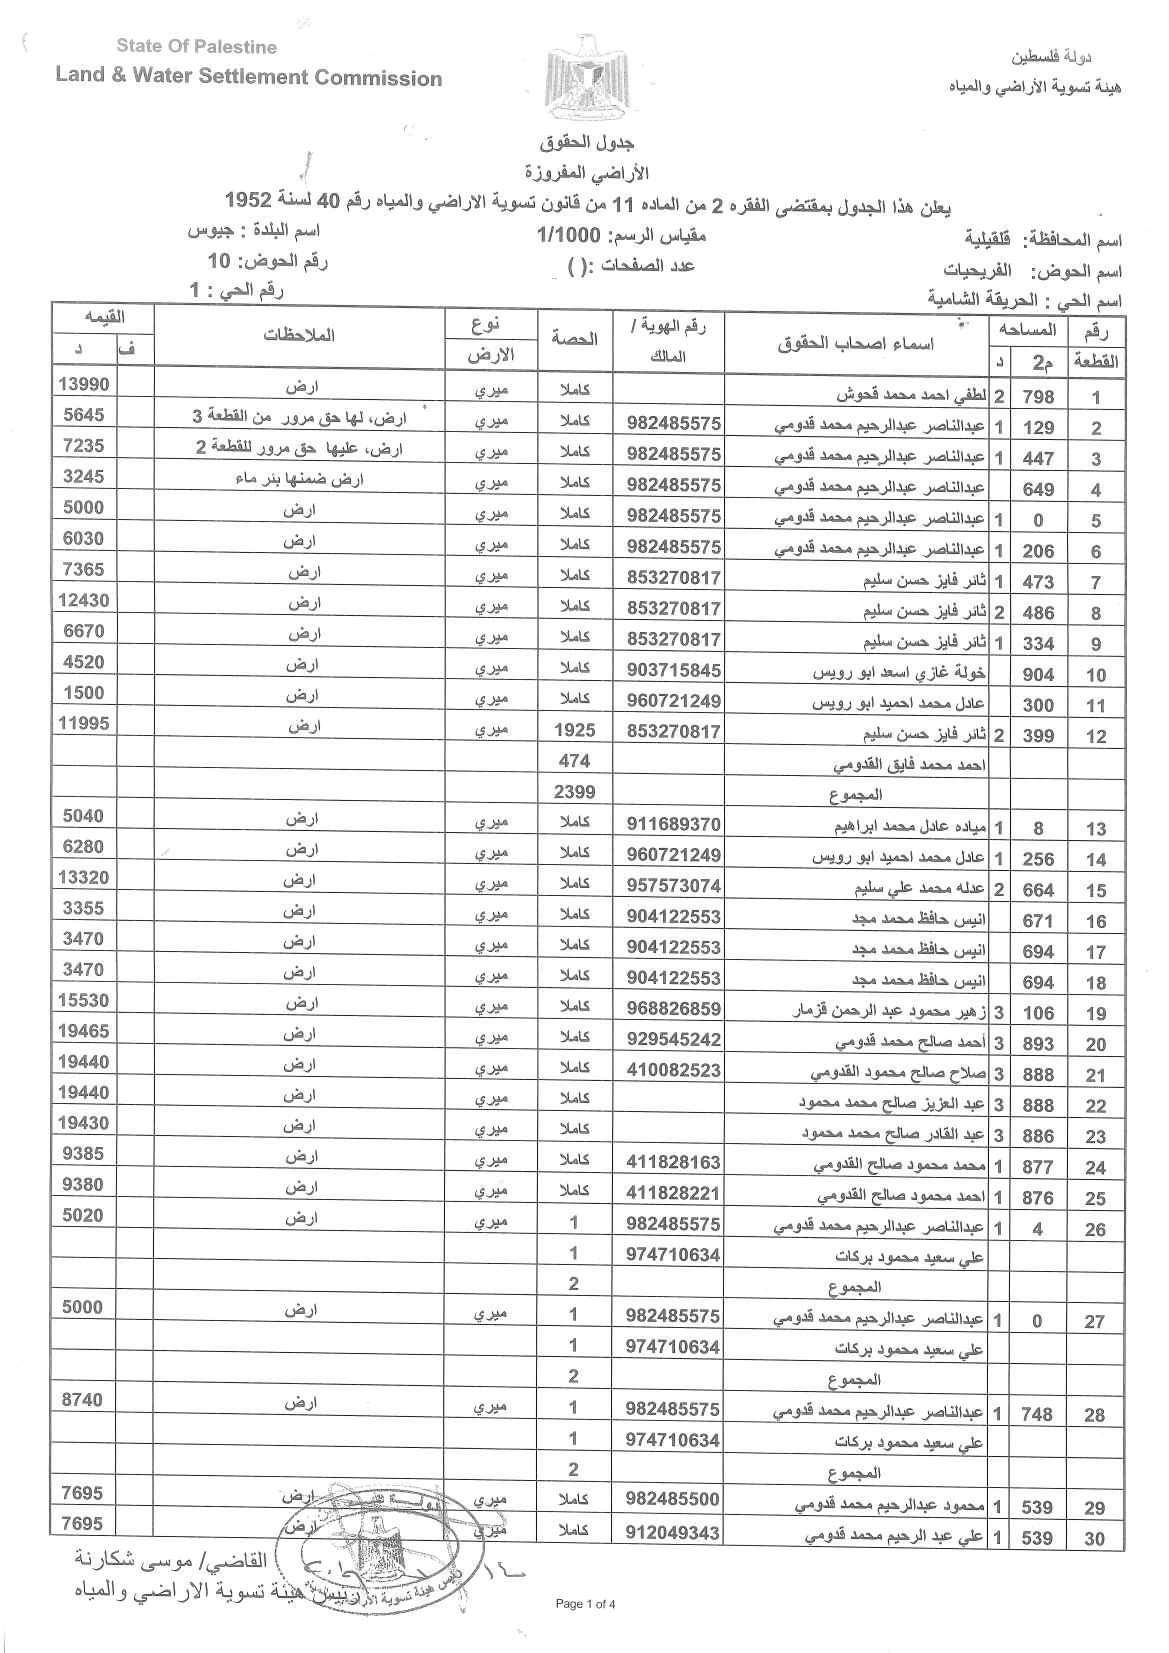 State Of Palestine
Land & Water Settlement Commission
دولة فلسطين
هيئة تسوية الأراضي والمياه
جدول الحقوق
الأراضي المفروزة
يعلن هذا الجدول بمقتضى الفقره 2 من الماده 11 من قانون تسوية الاراضي والمياه رقم 40 لسنة 1952
اسم المحافظة: قلقيلية مقياس الرسم: 1/1000 اسم البلدة : جيوس
اسم الحوض: الفريحيات عدد الصفحات :( ) رقم الحوض: 10
اسم الحي : الحريقة الشامية رقم الحي : 1
رقم القطعة المساحه م2 د اسماء اصحاب الحقوق رقم الهوية / المالك الحصة نوع الارض الملاحظات القيمه ف د
1 798 2 لطفي احمد محمد قحوش كاملا ميري ارض 13990
2 129 1 عبدالناصر عبدالرحيم محمد قدومي 982485575 كاملا ميري ارض، لها حق مرور من القطعة 3 5645
3 447 1 عبدالناصر عبدالرحيم محمد قدومي 982485575 كاملا ميري ارض، عليها حق مرور للقطعة 2 7235
4 649 عبدالناصر عبدالرحيم محمد قدومي 982485575 كاملا ميري ارض ضمنها بئر ماء 3245
5 0 1 عبدالناصر عبدالرحيم محمد قدومي 982485575 كاملا ميري ارض 5000
6 206 1 عبدالناصر عبدالرحيم محمد قدومي 982485575 كاملا ميري ارض 6030
7 473 1 ثائر فايز حسن سليم 853270817 كاملا ميري ارض 7365
8 486 2 ثائر فايز حسن سليم 853270817 كاملا ميري ارض 12430
9 334 1 ثائر فايز حسن سليم 853270817 كاملا ميري ارض 6670
10 904 خولة غازي اسعد ابو رويس 903715845 كاملا ميري ارض 4520
11 300 عادل محمد احميد ابو رويس 960721249 كاملا ميري ارض 1500
12 399 2 ثائر فايز حسن سليم 853270817 1925 ميري ارض 11995
احمد محمد فايق القدومي 474
المجموع 2399
13 8 1 مياده عادل محمد ابراهيم 911689370 كاملا ميري ارض 5040
14 256 1 عادل محمد احميد ابو رويس 960721249 كاملا ميري ارض 6280
15 664 2 عدله محمد علي سليم 957573074 كاملا ميري ارض 13320
16 671 انيس حافظ محمد مجد 904122553 كاملا ميري ارض 3355
17 694 انيس حافظ محمد مجد 904122553 كاملا ميري ارض 3470
18 694 انيس حافظ محمد مجد 904122553 كاملا ميري ارض 3470
19 106 3 زهير محمود عبد الرحمن قزمار 968826859 كاملا ميري ارض 15530
20 893 3 أحمد صالح محمد قدومي 929545242 كاملا ميري ارض 19465
21 888 3 صلاح صالح محمود القدومي 410082523 كاملا ميري ارض 19440
22 888 3 عبد العزيز صالح محمد محمود كاملا ميري ارض 19440
23 886 3 عبد القادر صالح محمد محمود كاملا ميري ارض 19430
24 877 1 محمد محمود صالح القدومي 411828163 كاملا ميري ارض 9385
25 876 1 احمد محمود صالح القدومي 411828221 كاملا ميري ارض 9380
26 4 1 عبدالناصر عبدالرحيم محمد قدومي 982485575 1 ميري ارض 5020
علي سعيد محمود بركات 974710634 1
المجموع 2
27 0 1 عبدالناصر عبدالرحيم محمد قدومي 982485575 1 ميري ارض 5000
علي سعيد محمود بركات 974710634 1
المجموع 2
28 748 1 عبدالناصر عبدالرحيم محمد قدومي 982485575 1 ميري ارض 8740
علي سعيد محمود بركات 974710634 1
المجموع 2
29 539 1 محمود عبدالرحيم محمد قدومي 982485500 كاملا ميري ارض 7695
30 539 1 علي عبد الرحيم محمد قدومي 912049343 كاملا ميري ارض 7695
القاضي/ موسى شكارنة
رئيس هيئة تسوية الاراضي والمياه
Page 1 of 4